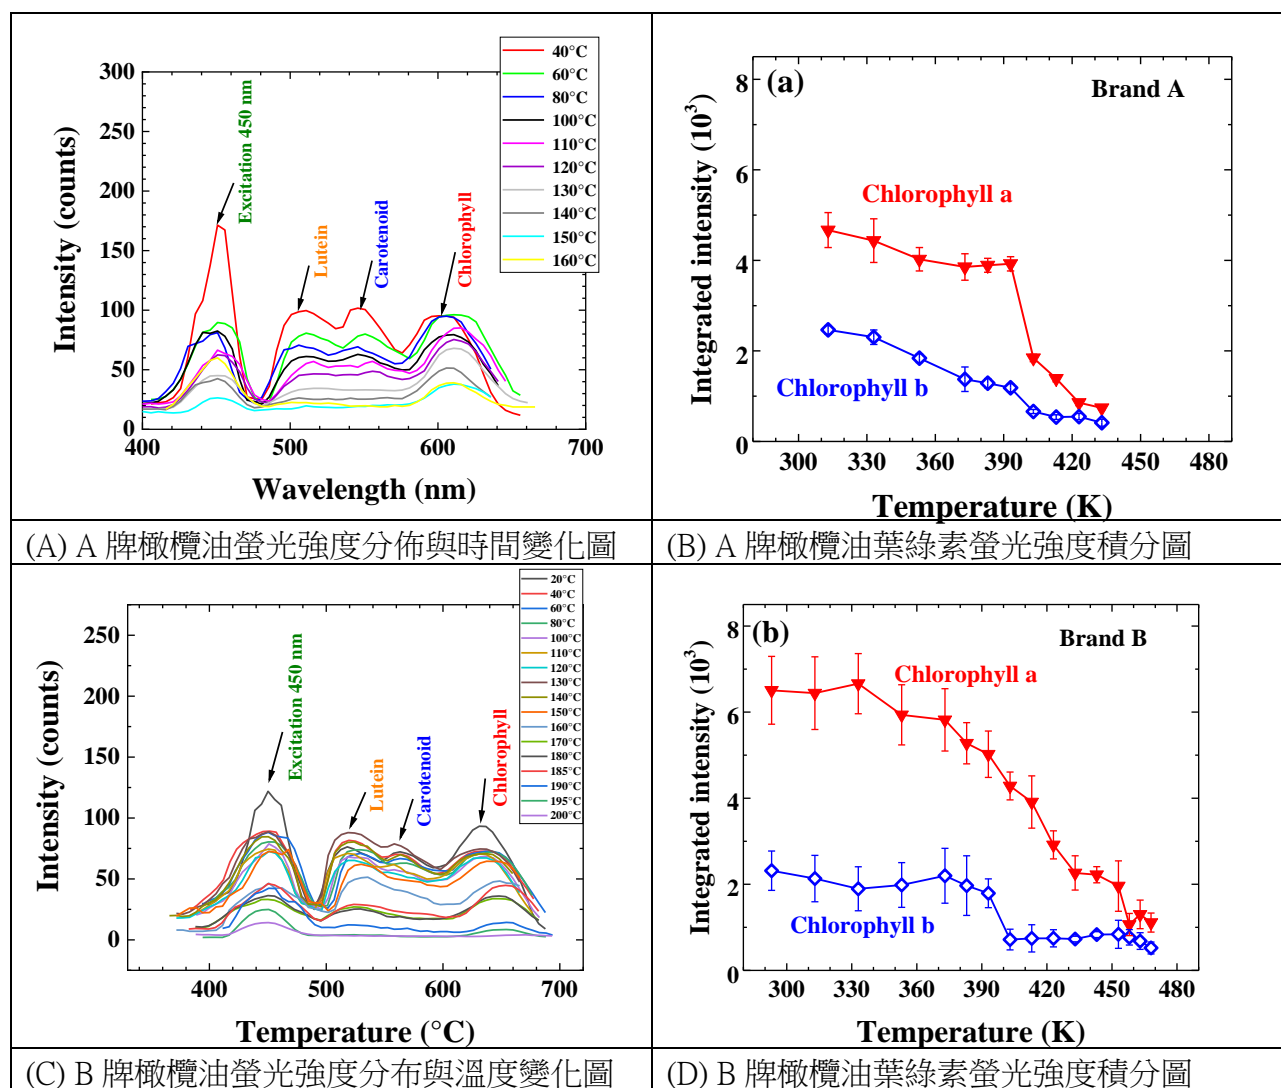 300
250
200
150
100
50
0
400
500
600
700
Intensity (counts)
Wavelength (nm)
Excitation 450 nm
Lutein
Carotenoid
Chlorophyll
40°C
60°C
80°C
100°C
110°C
120°C
130°C
140°C
150°C
160°C
(a)
Brand A
8
6
4
2
0
Integrated intensity (10³)
Chlorophyll a
Chlorophyll b
300
330
360
390
420
450
480
Temperature (K)
(A) A 牌橄欖油螢光強度分佈與時間變化圖
(B) A 牌橄欖油葉綠素螢光強度積分圖
250
200
150
100
50
0
400
500
600
700
Intensity (counts)
Temperature (°C)
Excitation 450 nm
Lutein
Carotenoid
Chlorophyll
20°C
40°C
60°C
80°C
100°C
110°C
120°C
130°C
140°C
150°C
160°C
170°C
180°C
185°C
190°C
195°C
200°C
(b)
Brand B
8
6
4
2
0
Integrated intensity (10³)
Chlorophyll a
Chlorophyll b
300
330
360
390
420
450
480
Temperature (K)
(C) B 牌橄欖油螢光強度分布與溫度變化圖
(D) B 牌橄欖油葉綠素螢光強度積分圖